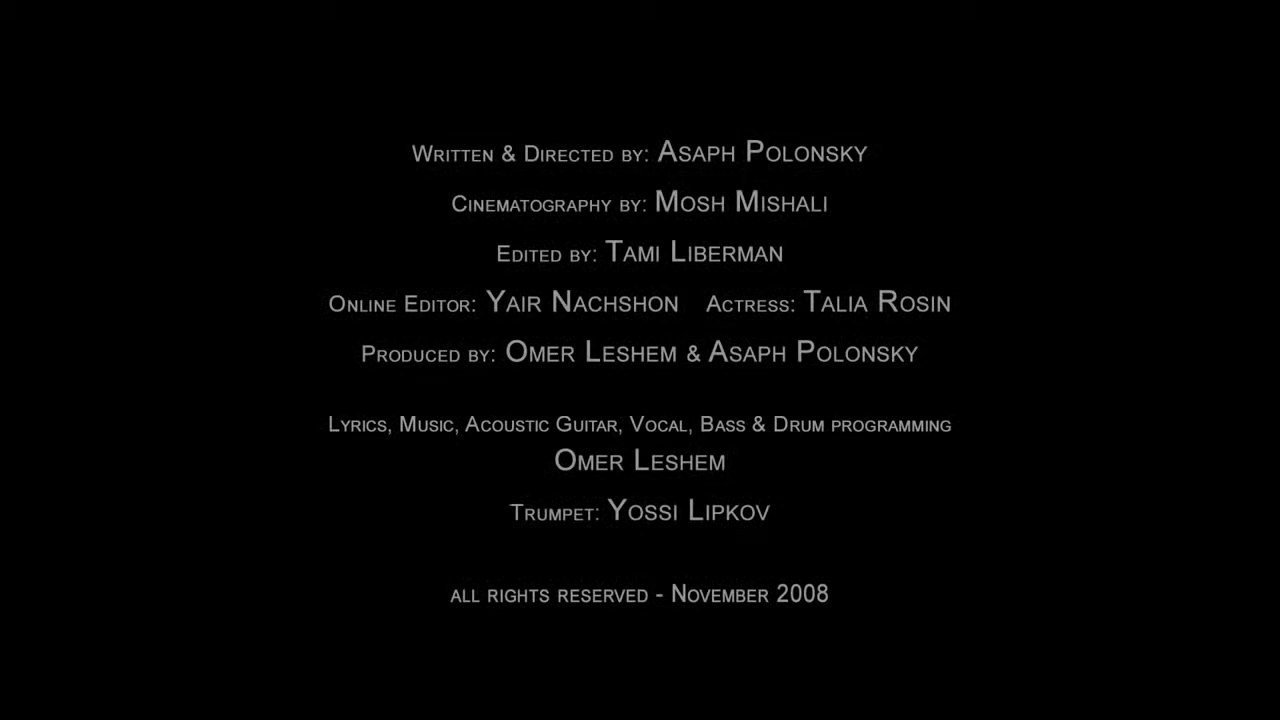 Written & Directed by: Asaph Polonsky
Cinematography by: Mosh Mishali
Edited by: Tami Liberman
Online Editor: Yair Nachshon Actress: Talia Rosin
Produced by: Omer Leshem & Asaph Polonsky
Lyrics, Music, Acoustic Guitar, Vocal, Bass & Drum programming
Omer Leshem
Trumpet: Yossi Lipkov
all rights reserved - November 2008